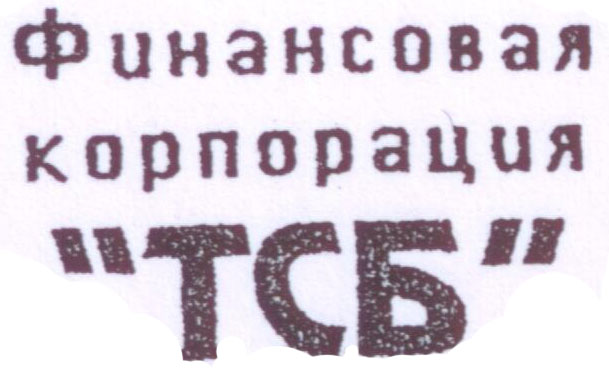 Финансовая
корпорация
"ТСБ"